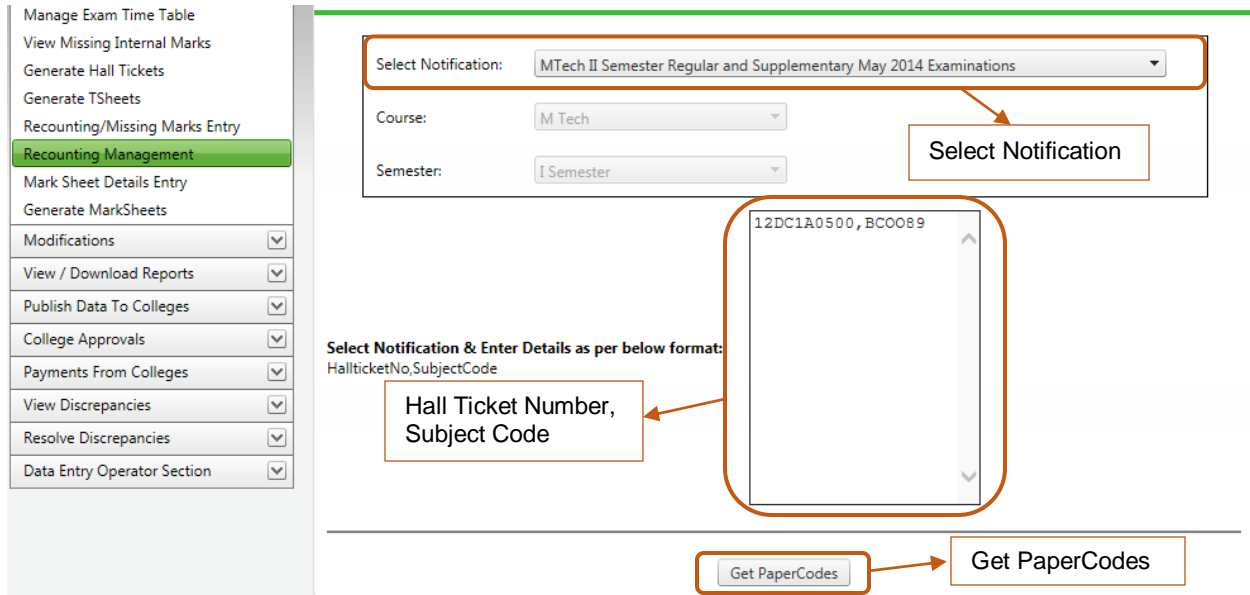 Manage Exam Time Table
View Missing Internal Marks
Generate Hall Tickets
Generate TSheets
Recounting/Missing Marks Entry
Recounting Management
Mark Sheet Details Entry
Generate MarkSheets
Modifications
View / Download Reports
Publish Data To Colleges
College Approvals
Payments From Colleges
View Discrepancies
Resolve Discrepancies
Data Entry Operator Section
Select Notification: MTech II Semester Regular and Supplementary May 2014 Examinations
Course: M Tech
Select Notification
Semester: I Semester
12DC1A0500,BCOO89
Select Notification & Enter Details as per below format:
HallticketNo,SubjectCode
Hall Ticket Number,
Subject Code
Get PaperCodes
Get PaperCodes